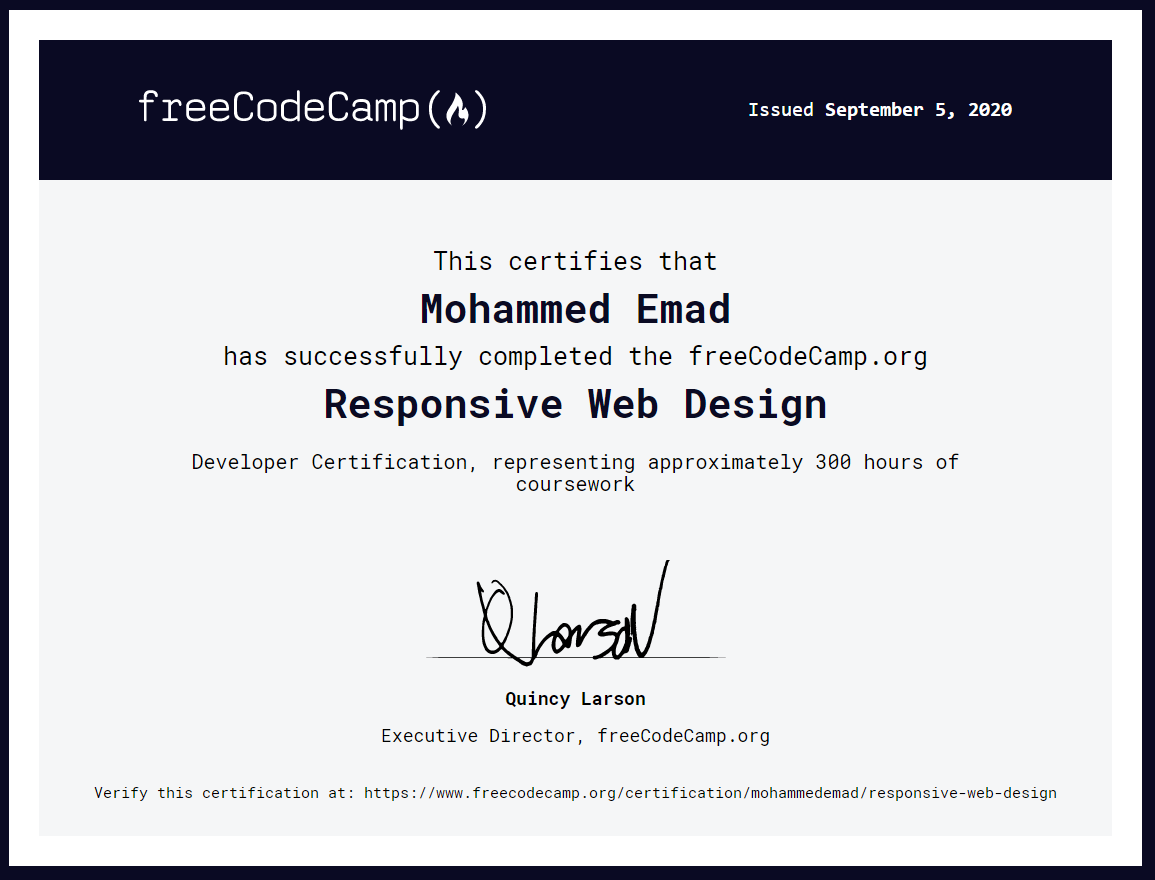 freeCodeCamp(🔥)
Issued September 5, 2020
This certifies that
Mohammed Emad
has successfully completed the freeCodeCamp.org
Responsive Web Design
Developer Certification, representing approximately 300 hours of
coursework
Q Larson
Quincy Larson
Executive Director, freeCodeCamp.org
Verify this certification at: https://www.freecodecamp.org/certification/mohammedemad/responsive-web-design